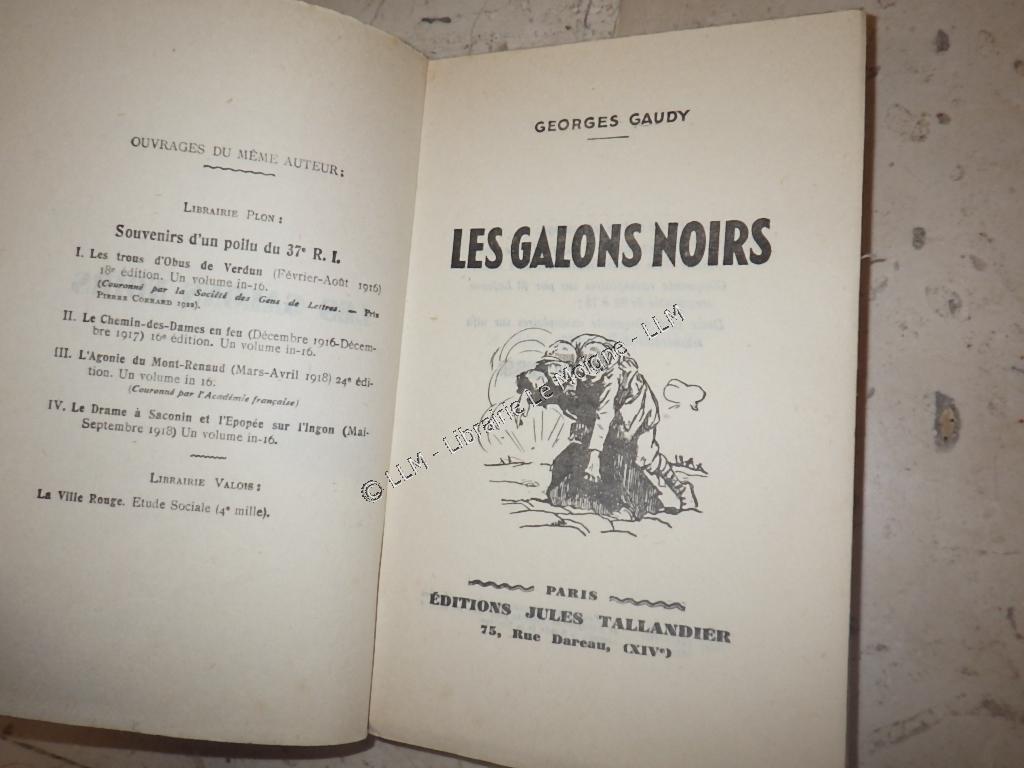 OUVRAGES DU MÊME AUTEUR:
LIBRAIRIE PLON:
Souvenirs d'un poilu du 37e R. I.
I. Les trous d'Obus de Verdun (Février-Août 1916)
18e édition. Un volume in-16.
(Couronné par la Société des Gens de Lettres. — Prix
PIERRE CORRARD 1922).
II. Le Chemin-des-Dames en feu (Décembre 1916-Décem-
bre 1917) 16e édition. Un volume in-16.
III. L'Agonie du Mont-Renaud (Mars-Avril 1918) 24e édi-
tion. Un volume in 16.
(Couronné par l'Académie française)
IV. Le Drame à Saconin et l'Epopée sur l'Ingon (Mai-
Septembre 1918) Un volume in-16.
LIBRAIRIE VALOIS:
La Ville Rouge. Etude Sociale (4e mille).
GEORGES GAUDY
LES GALONS NOIRS
PARIS
ÉDITIONS JULES TALLANDIER
75, Rue Dareau, (XIVe)
© LLM - Librairie Le Moigne - LLM